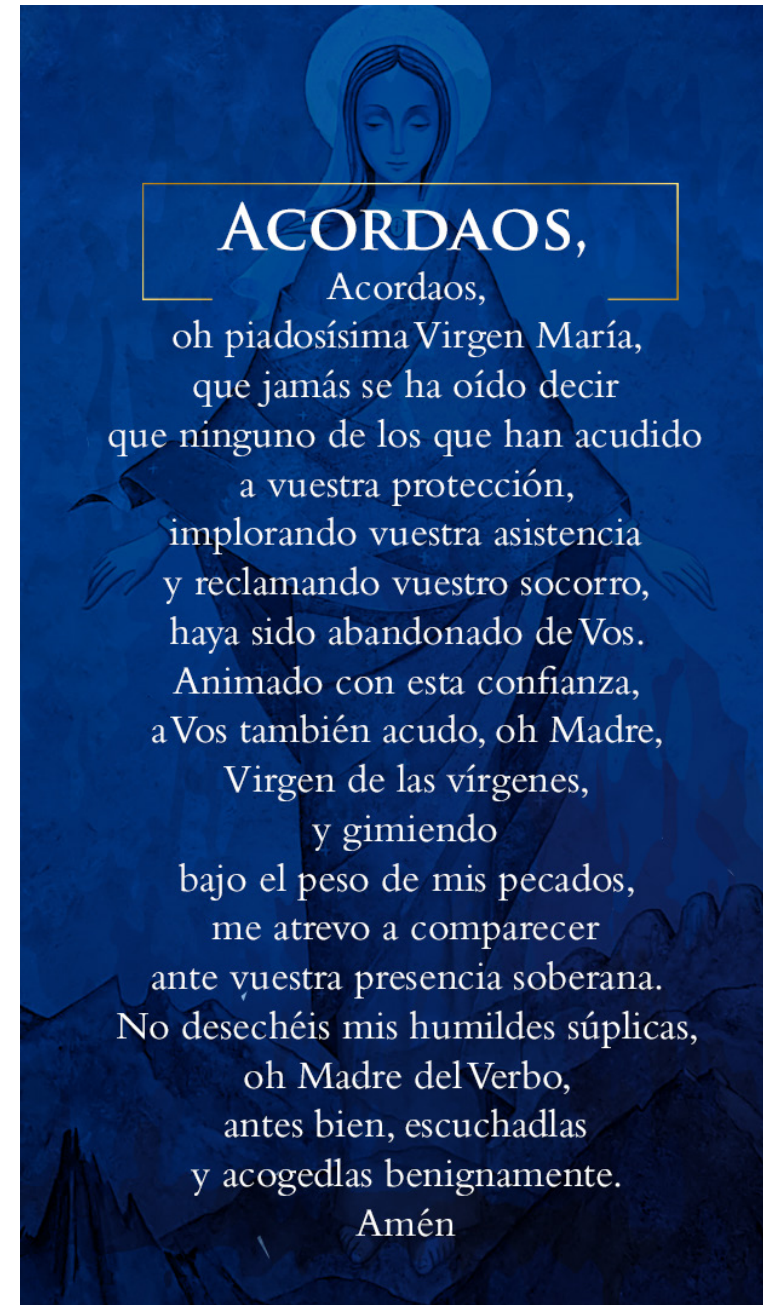 ACORDAOS,
Acordaos,
oh piadosísima Virgen María,
que jamás se ha oído decir
que ninguno de los que han acudido
a vuestra protección,
implorando vuestra asistencia
y reclamando vuestro socorro,
haya sido abandonado de Vos.
Animado con esta confianza,
a Vos también acudo, oh Madre,
Virgen de las vírgenes,
y gimiendo
bajo el peso de mis pecados,
me atrevo a comparecer
ante vuestra presencia soberana.
No desechéis mis humildes súplicas,
oh Madre del Verbo,
antes bien, escuchadlas
y acogedlas benignamente.
Amén